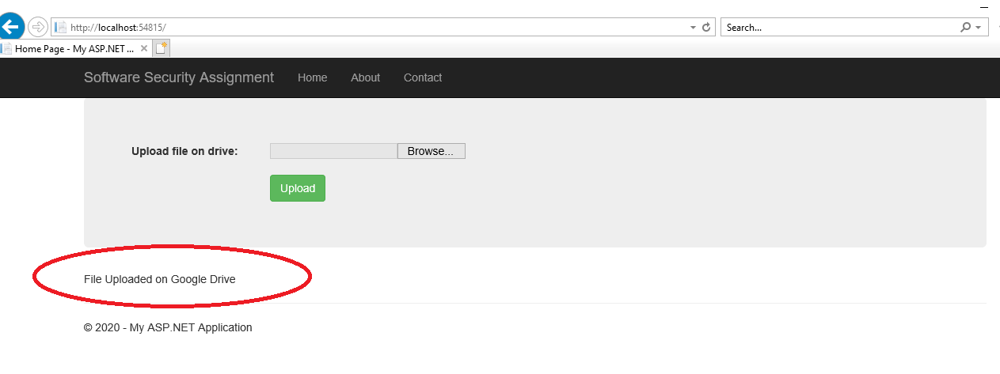 http://localhost:54815/
Search...
Home Page - My ASP.NET ...
Software Security Assignment Home About Contact
Upload file on drive: Browse...
Upload
File Uploaded on Google Drive
© 2020 - My ASP.NET Application